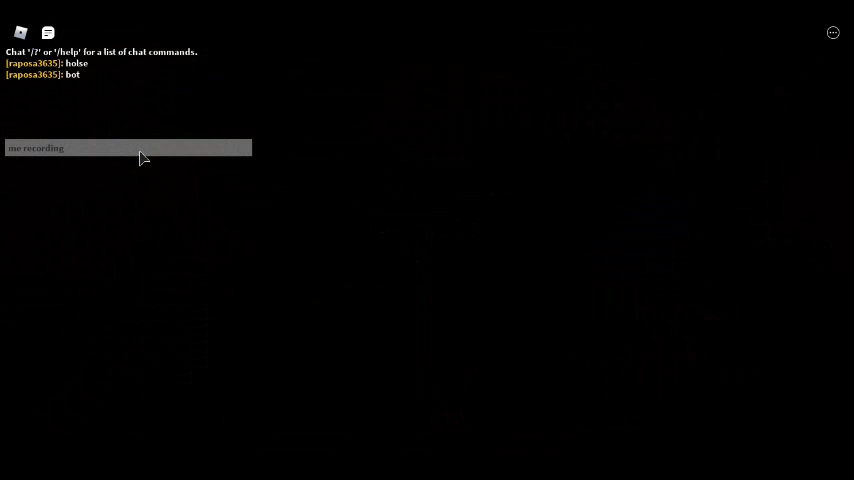 Chat '/?' or '/help' for a list of chat commands.
[raposa3635]: holse
[raposa3635]: bot
me recording